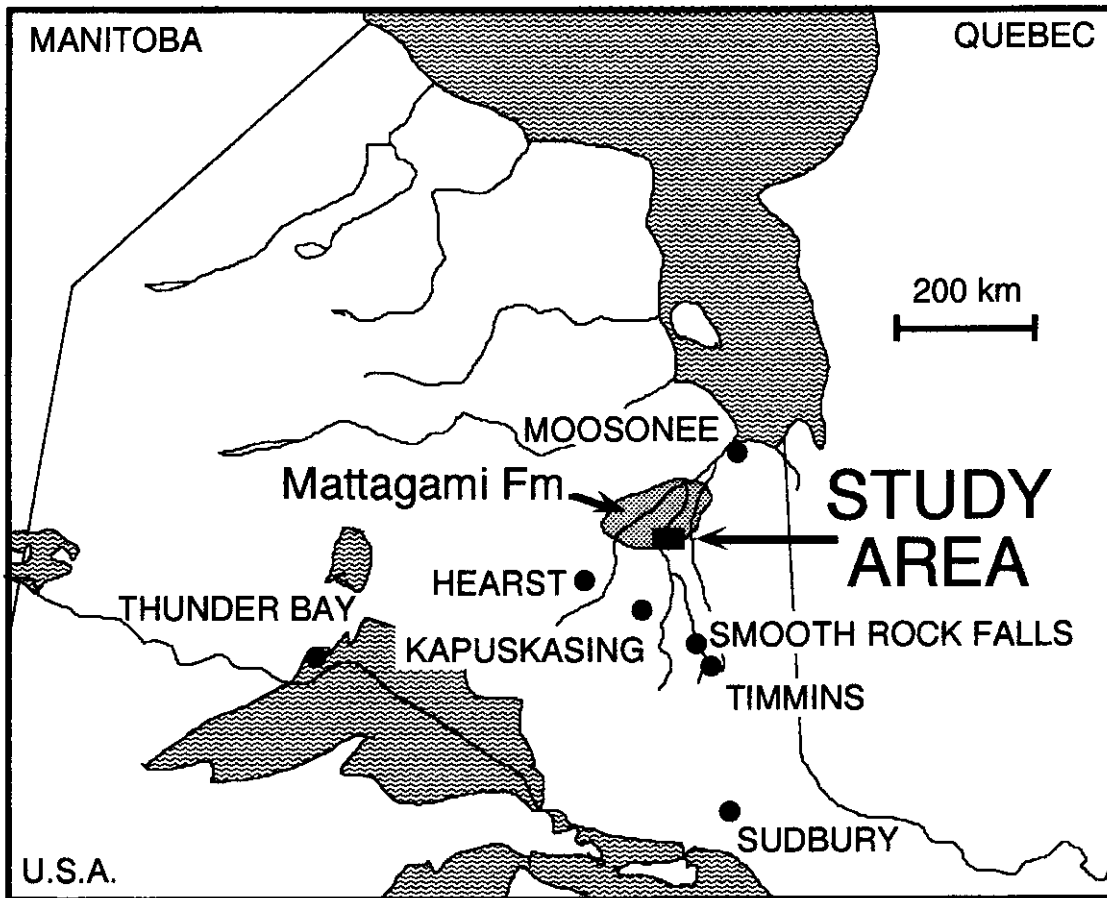 MANITOBA
QUEBEC
200 km
MOOSONEE
Mattagami Fm
STUDY
AREA
HEARST
THUNDER BAY
SMOOTH ROCK FALLS
KAPUSKASING
TIMMINS
SUDBURY
U.S.A.